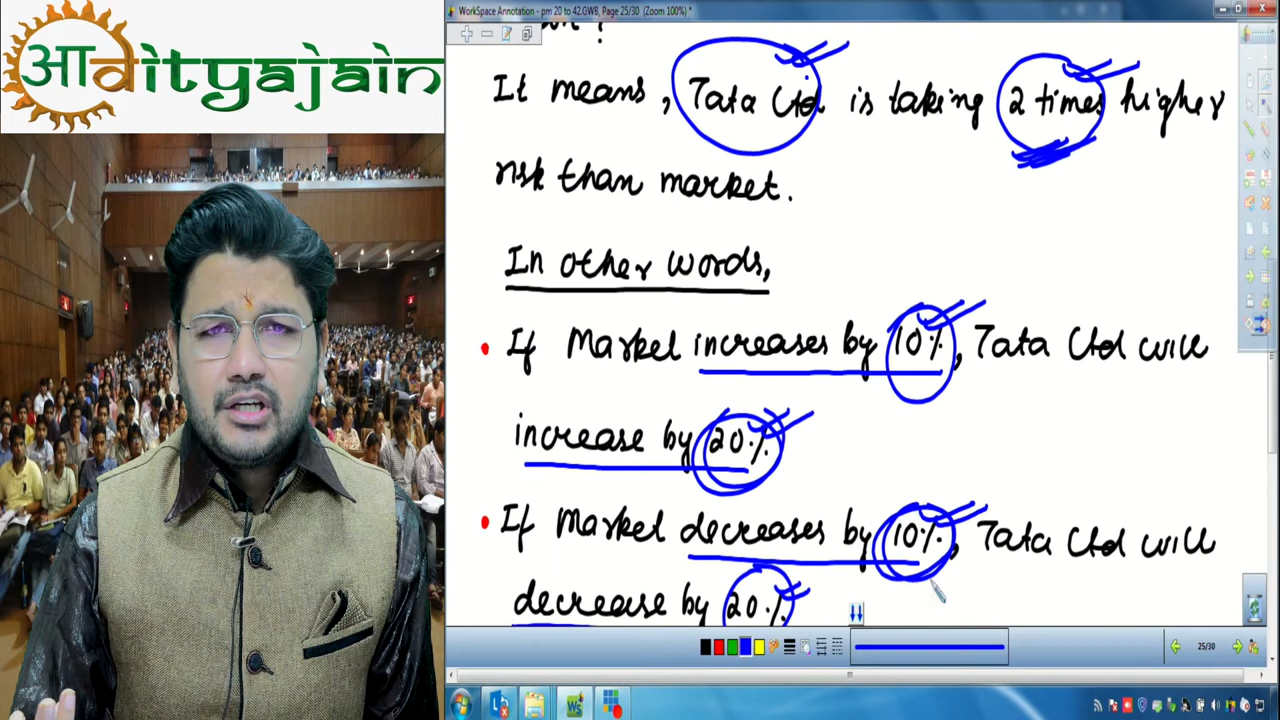 आdityajain
WorkSpace Annotation - pm 20 to 42.GWB, Page 25/30 (Zoom 100%) *
It means, Tata Ltd is taking 2 times higher
risk than market.
In other words,
• If Market increases by 10%, Tata Ltd will
increase by 20%
• If Market decreases by 10%, Tata Ltd will
decrease by 20%
25/30